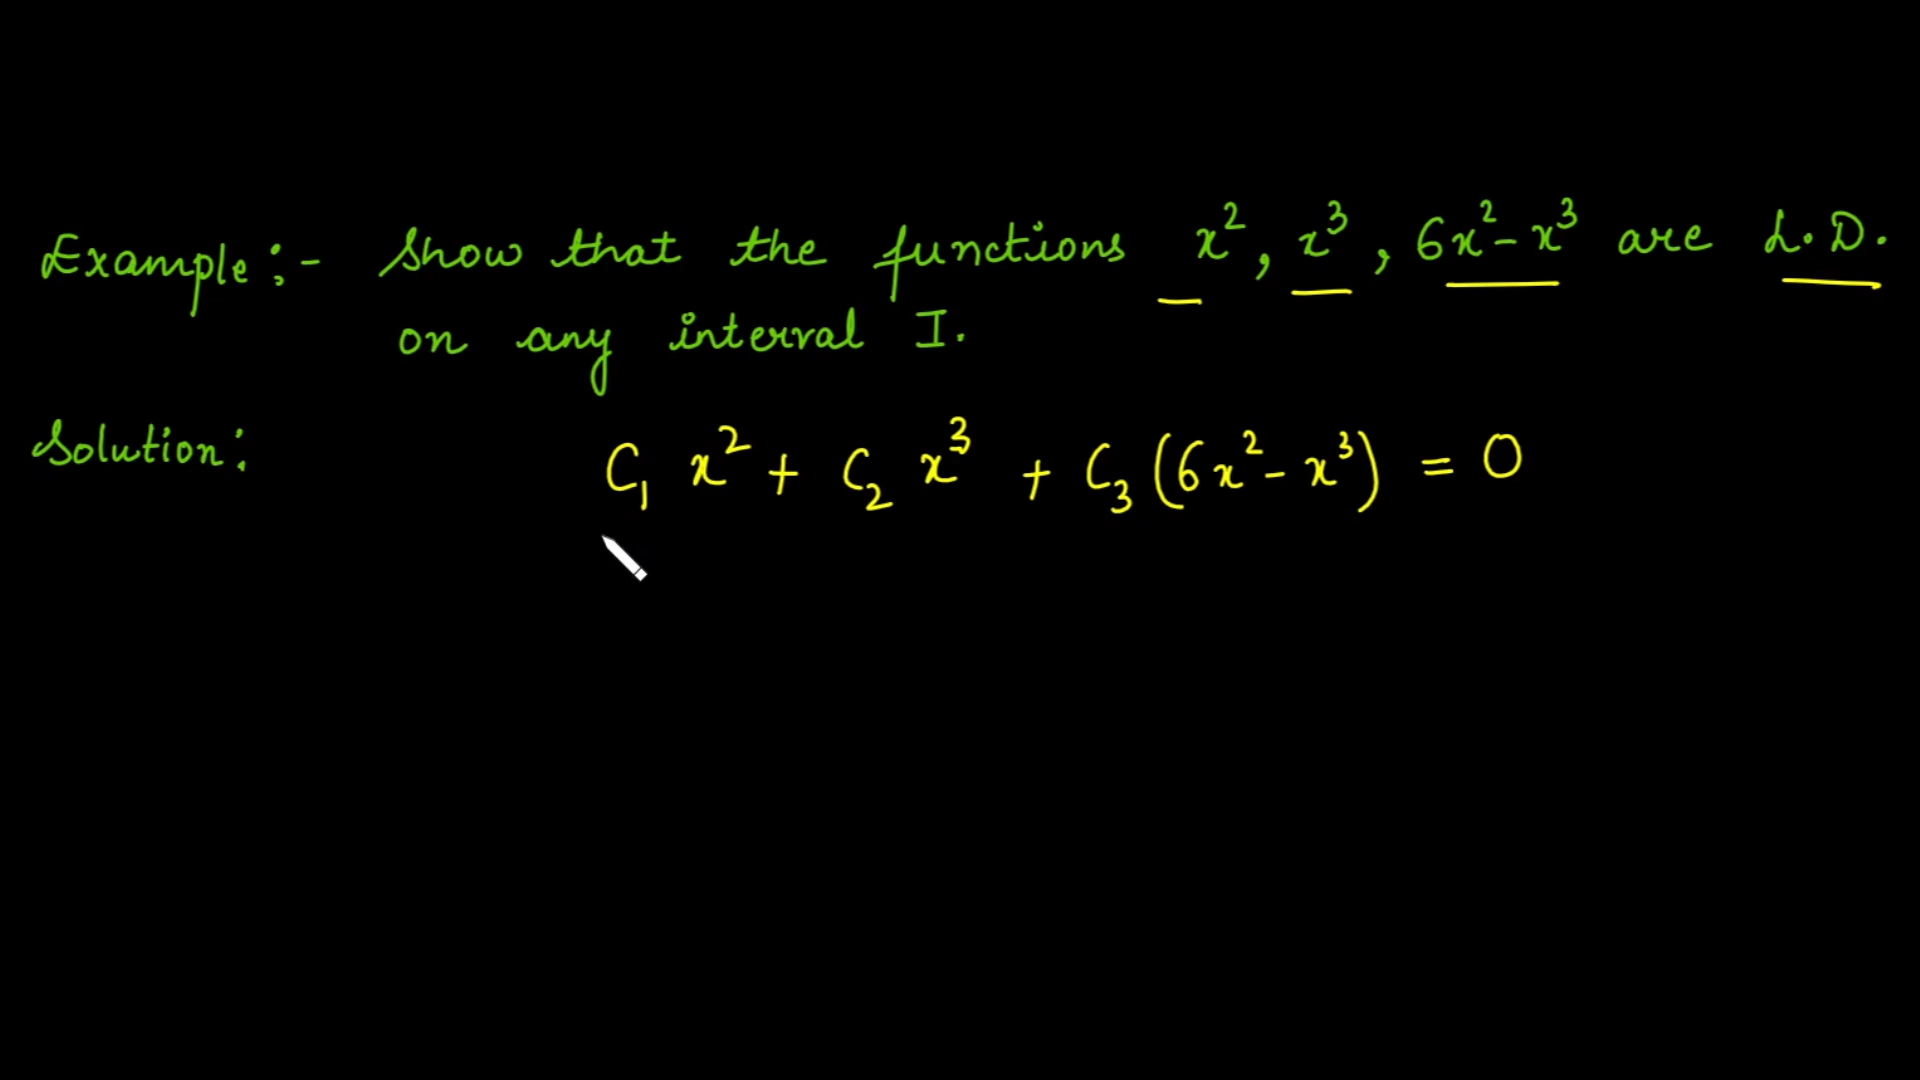 Example:- Show that the functions x², x³, 6x²-x³ are L.D.
on any interval I.
Solution: C₁ x² + C₂ x³ + C₃ (6x²-x³) = 0